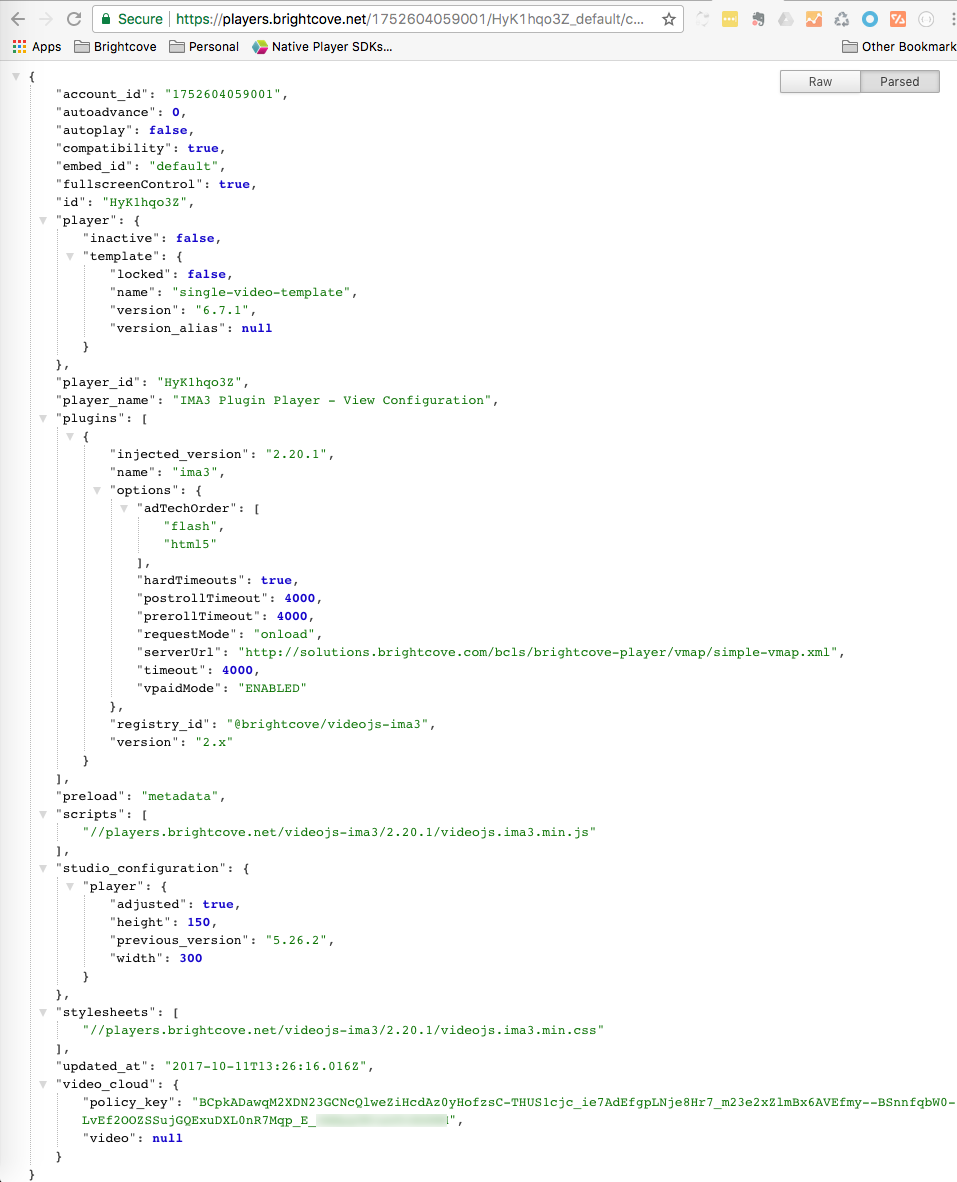 Secure https://players.brightcove.net/1752604059001/HyK1hqo3Z_default/c...
Apps Brightcove Personal Native Player SDKs... Other Bookmark
Raw Parsed
{
"account_id": "1752604059001",
"autoadvance": 0,
"autoplay": false,
"compatibility": true,
"embed_id": "default",
"fullscreenControl": true,
"id": "HyK1hqo3Z",
"player": {
"inactive": false,
"template": {
"locked": false,
"name": "single-video-template",
"version": "6.7.1",
"version_alias": null
}
},
"player_id": "HyK1hqo3Z",
"player_name": "IMA3 Plugin Player - View Configuration",
"plugins": [
{
"injected_version": "2.20.1",
"name": "ima3",
"options": {
"adTechOrder": [
"flash",
"html5"
],
"hardTimeouts": true,
"postrollTimeout": 4000,
"prerollTimeout": 4000,
"requestMode": "onload",
"serverUrl": "http://solutions.brightcove.com/bcls/brightcove-player/vmap/simple-vmap.xml",
"timeout": 4000,
"vpaidMode": "ENABLED"
},
"registry_id": "@brightcove/videojs-ima3",
"version": "2.x"
}
],
"preload": "metadata",
"scripts": [
"//players.brightcove.net/videojs-ima3/2.20.1/videojs.ima3.min.js"
],
"studio_configuration": {
"player": {
"adjusted": true,
"height": 150,
"previous_version": "5.26.2",
"width": 300
}
},
"stylesheets": [
"//players.brightcove.net/videojs-ima3/2.20.1/videojs.ima3.min.css"
],
"updated_at": "2017-10-11T13:26:16.016Z",
"video_cloud": {
"policy_key": "BCpkADawqM2XDN23GCNcQlweZiHcdAz0yHofzsC-THUS1cjc_ie7AdEfgpLNje8Hr7_m23e2xZlmBx6AVEfmy--BSnnfqbW0-
LvEf2OOZSSujGQExuDXL0nR7Mqp_E_ ",
"video": null
}
}